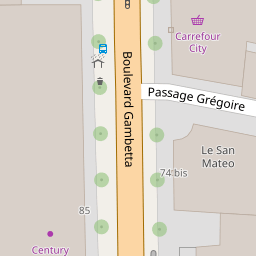 Carrefour
City
Boulevard Gambetta
Passage Grégoire
Le San
Mateo
74 bis
85
Century